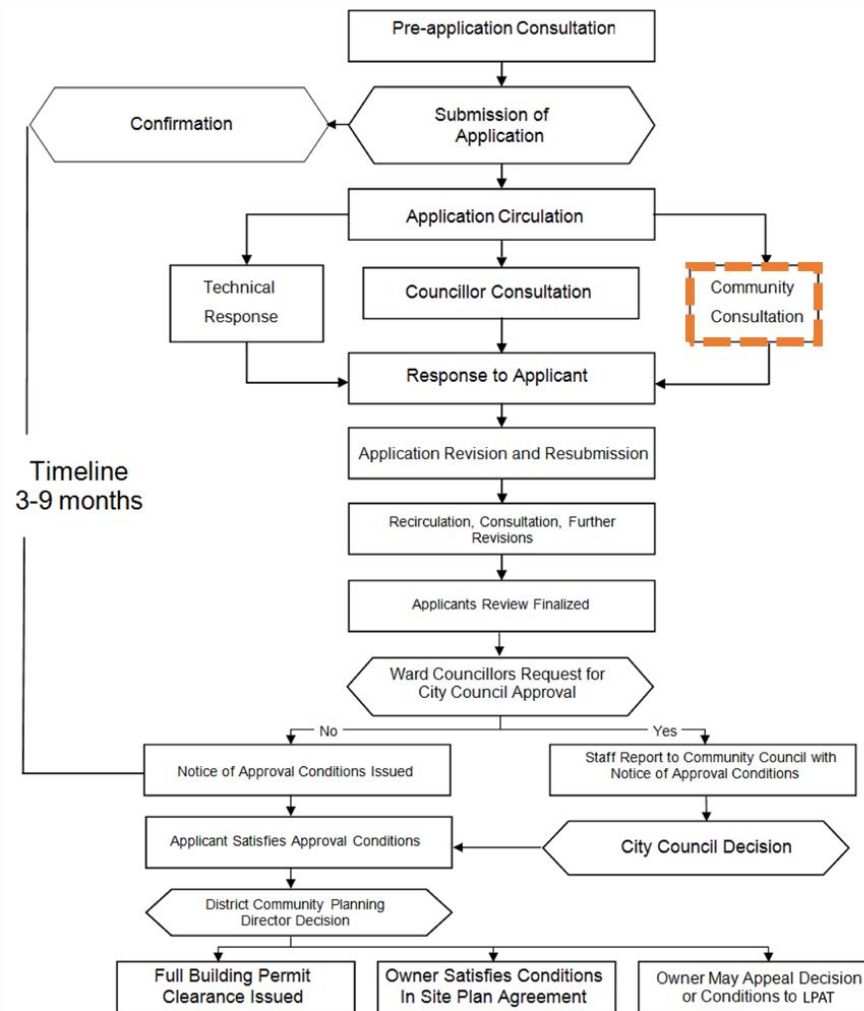 Pre-application Consultation
Confirmation
Submission of
Application
Application Circulation
Technical
Response
Councillor Consultation
Community
Consultation
Response to Applicant
Application Revision and Resubmission
Timeline
3-9 months
Recirculation, Consultation, Further
Revisions
Applicants Review Finalized
Ward Councillors Request for
City Council Approval
No
Yes
Notice of Approval Conditions Issued
Staff Report to Community Council with
Notice of Approval Conditions
Applicant Satisfies Approval Conditions
City Council Decision
District Community Planning
Director Decision
Full Building Permit
Clearance Issued
Owner Satisfies Conditions
In Site Plan Agreement
Owner May Appeal Decision
or Conditions to LPAT